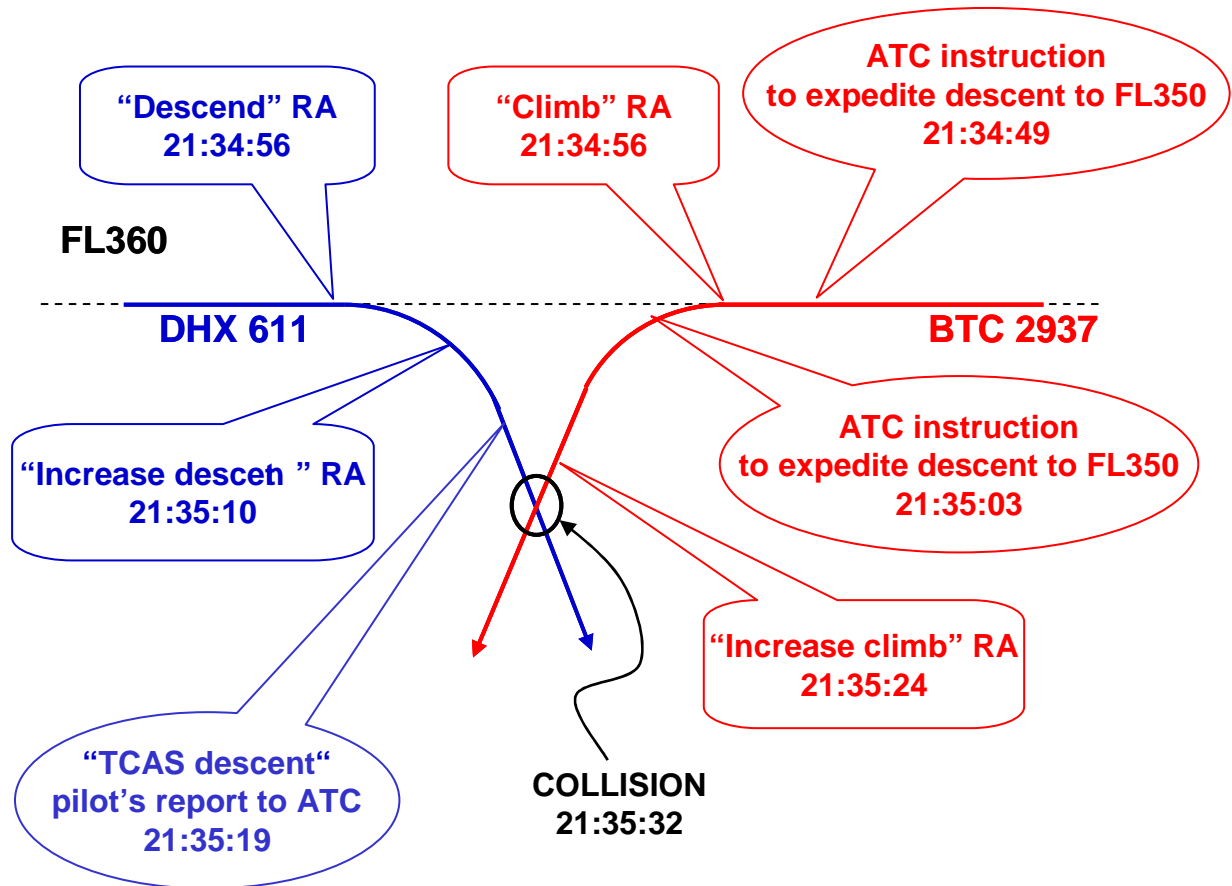 ATC instruction
to expedite descent to FL350
21:34:49
“Descend” RA
21:34:56
“Climb” RA
21:34:56
FL360
DHX 611
BTC 2937
“Increase descen ” RA
21:35:10
ATC instruction
to expedite descent to FL350
21:35:03
“Increase climb” RA
21:35:24
“TCAS descent“
pilot’s report to ATC
21:35:19
COLLISION
21:35:32